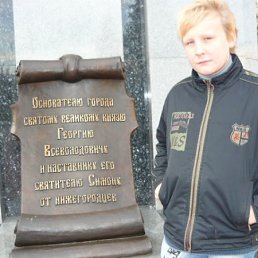 Основателю города
святому великому князю
Георгию
Всеволодовичу
и наставнику его
святителю Симону
от нижегородцев